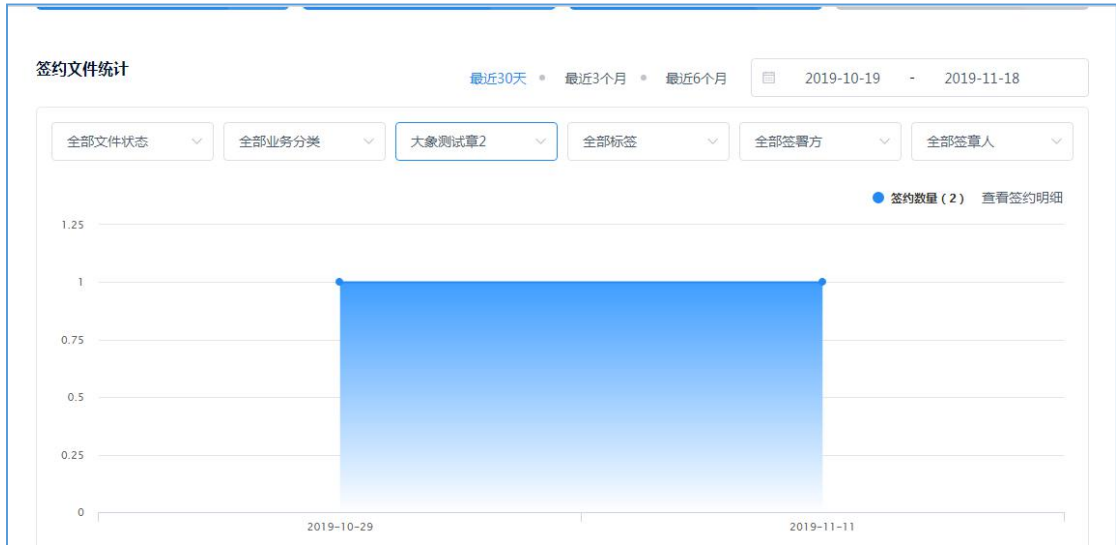 签约文件统计
最近30天 最近3个月 最近6个月 2019-10-19 - 2019-11-18
全部文件状态 全部业务分类 大象测试章2 全部标签 全部签署方 全部签章人
签约数量(2) 查看签约明细
1.25
1
0.75
0.5
0.25
0
2019-10-29 2019-11-11